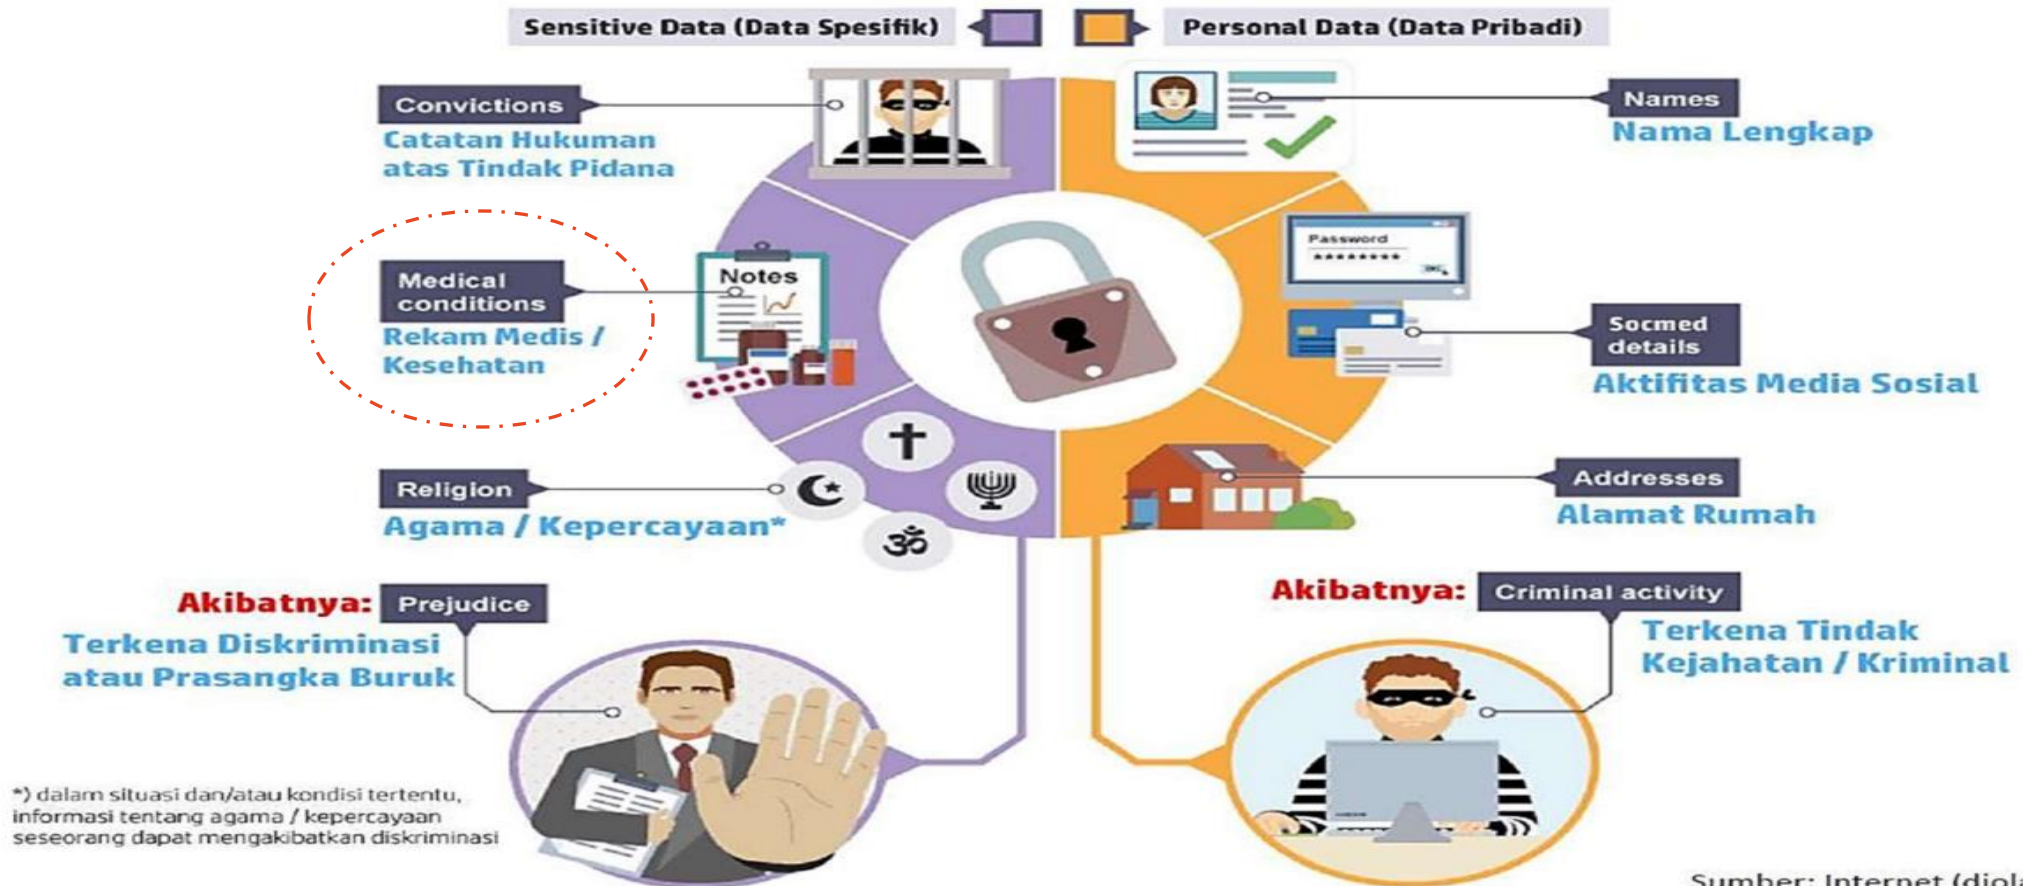 Sensitive Data (Data Spesifik)
Personal Data (Data Pribadi)
Convictions
Catatan Hukuman
atas Tindak Pidana
Names
Nama Lengkap
Medical
conditions
Rekam Medis /
Kesehatan
Notes
Password
********
Socmed
details
Aktifitas Media Sosial
Religion
Agama / Kepercayaan*
Addresses
Alamat Rumah
Akibatnya: Prejudice
Terkena Diskriminasi
atau Prasangka Buruk
Akibatnya: Criminal activity
Terkena Tindak
Kejahatan / Kriminal
*) dalam situasi dan/atau kondisi tertentu,
informasi tentang agama / kepercayaan
seseorang dapat mengakibatkan diskriminasi
Sumber: Internet